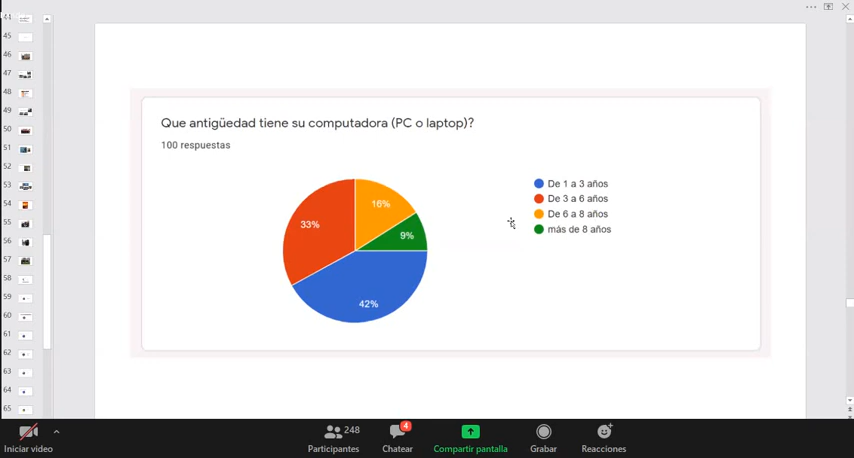 44
45
46
47
48
49
50
51
52
53
54
55
56
57
58
59
60
61
62
63
64
65
Que antigüedad tiene su computadora (PC o laptop)?
100 respuestas
16%
33%
9%
42%
De 1 a 3 años
De 3 a 6 años
De 6 a 8 años
más de 8 años
248
4
Iniciar video
Participantes
Chatear
Compartir pantalla
Grabar
Reacciones